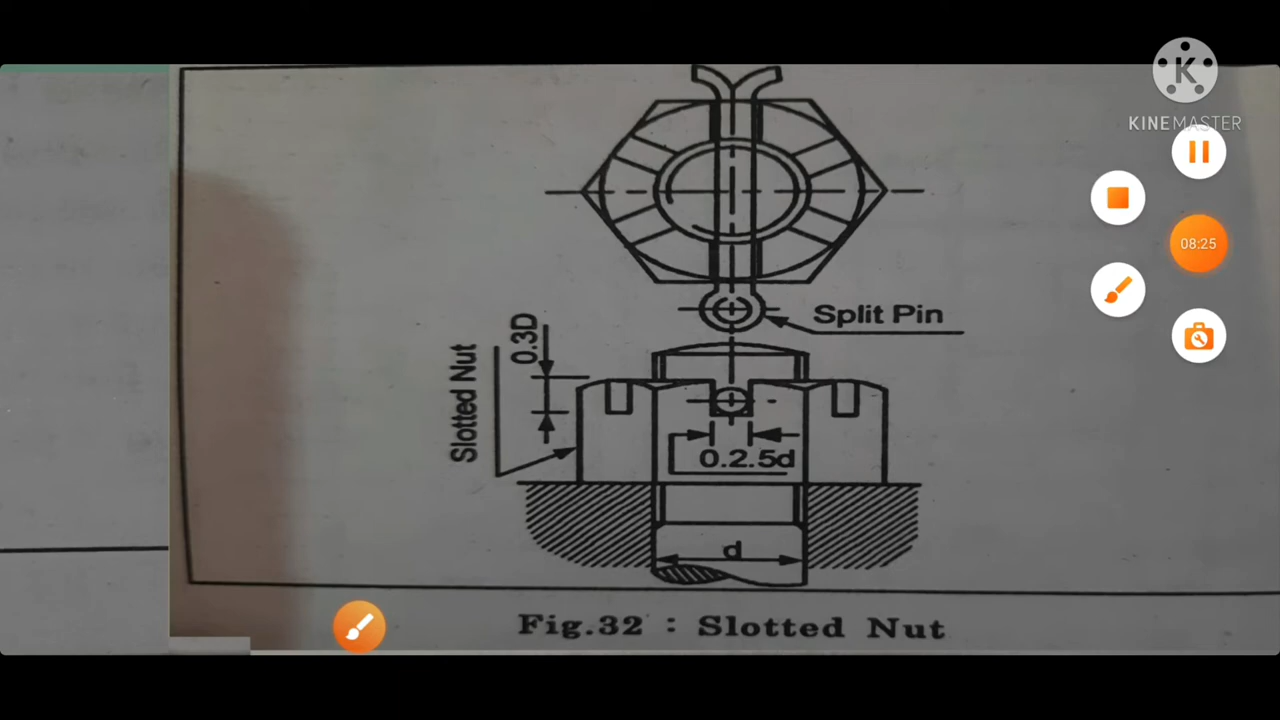 K
KINEMASTER
08:25
Split Pin
0.3D
Slotted Nut
0.2.5d
d
Fig.32 : Slotted Nut